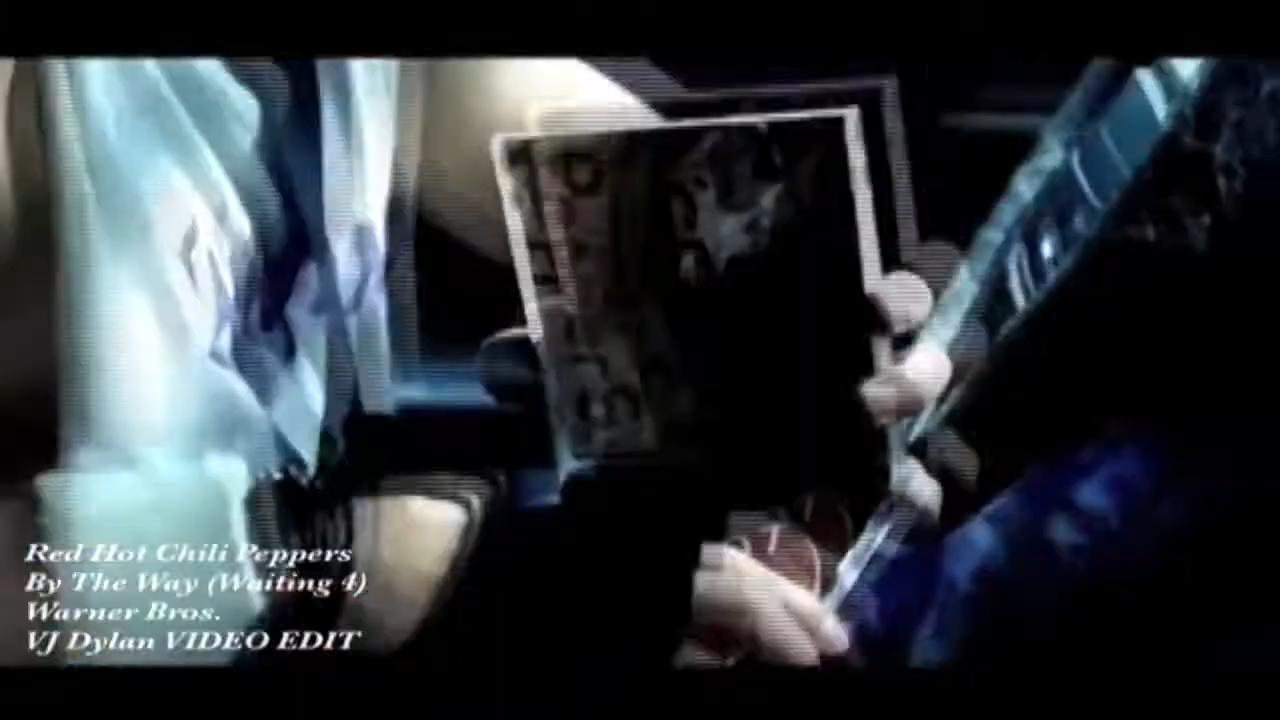 Red Hot Chili Peppers
By The Way (Waiting 4)
Warner Bros.
VJ Dylan VIDEO EDIT